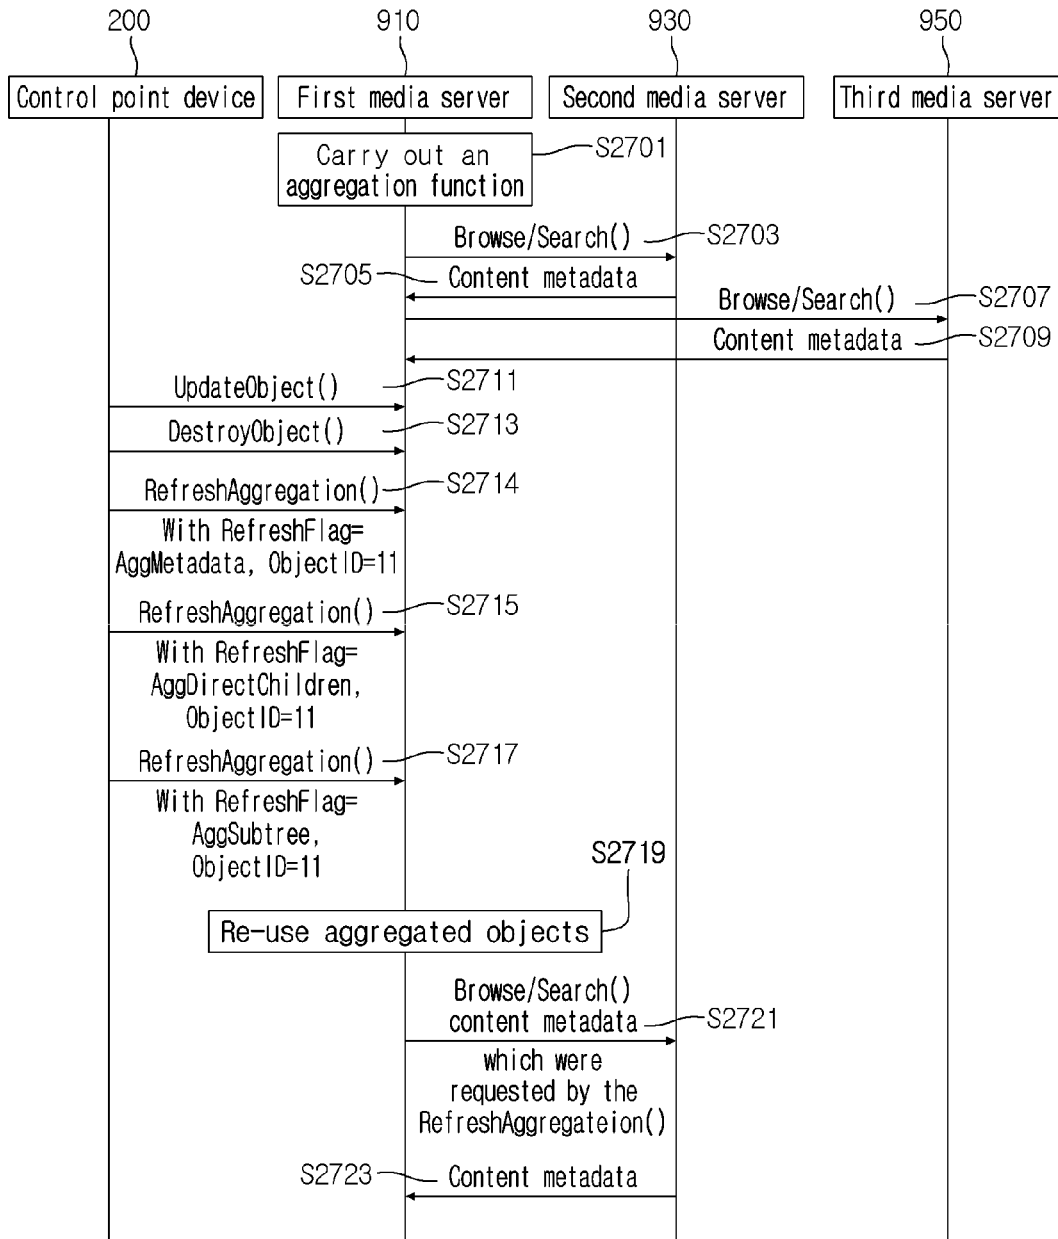 200
910
930
950
Control point device
First media server
Second media server
Third media server
Carry out an
aggregation function
S2701
Browse/Search()
S2703
S2705
Content metadata
Browse/Search()
S2707
Content metadata
S2709
UpdateObject()
S2711
DestroyObject()
S2713
RefreshAggregation()
S2714
With RefreshFlag=
AggMetadata, ObjectID=11
RefreshAggregation()
S2715
With RefreshFlag=
AggDirectChildren,
ObjectID=11
RefreshAggregation()
S2717
With RefreshFlag=
AggSubtree,
ObjectID=11
S2719
Re-use aggregated objects
Browse/Search()
content metadata
S2721
which were
requested by the
RefreshAggregateion()
S2723
Content metadata